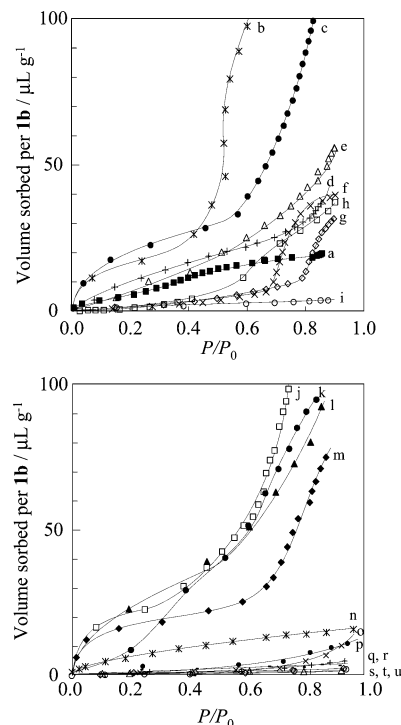 100
50
0
0.0
0.2
0.4
0.6
0.8
1.0
P/P0
Volume sorbed per 1b / μL g-1
b
c
e
d
f
h
g
a
i
100
50
0
0.0
0.2
0.4
0.6
0.8
1.0
P/P0
Volume sorbed per 1b / μL g-1
j
k
l
m
n
o
p
q, r
s, t, u